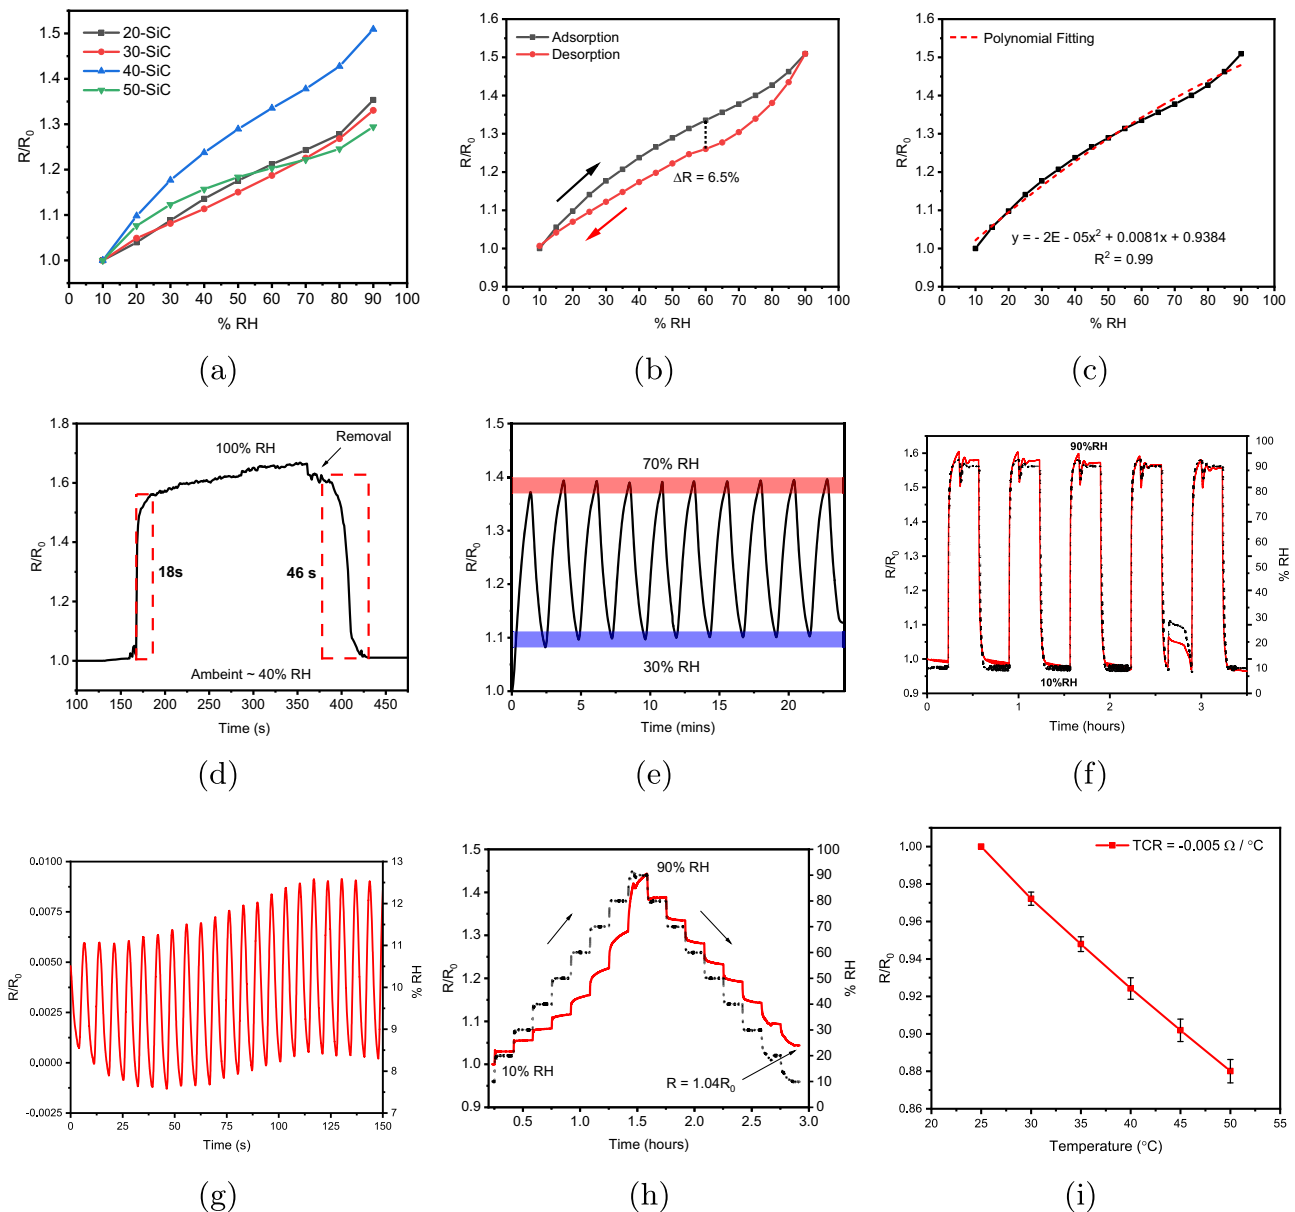 1.5
1.4
1.3
1.2
1.1
1.0
R/R0
20-SiC
30-SiC
40-SiC
50-SiC
0 10 20 30 40 50 60 70 80 90 100
% RH
(a)
1.6
1.5
1.4
1.3
1.2
1.1
1.0
0.9
R/R0
Adsorption
Desorption
ΔR = 6.5%
0 10 20 30 40 50 60 70 80 90 100
% RH
(b)
1.6
1.5
1.4
1.3
1.2
1.1
1.0
0.9
R/R0
Polynomial Fitting
y = - 2E - 05x² + 0.0081x + 0.9384
R² = 0.99
0 10 20 30 40 50 60 70 80 90 100
% RH
(c)
1.8
1.6
1.4
1.2
1.0
R/R0
100% RH
Removal
18s
46 s
Ambeint ~ 40% RH
100 150 200 250 300 350 400 450
Time (s)
(d)
1.5
1.4
1.3
1.2
1.1
1.0
R/R0
70% RH
30% RH
0 5 10 15 20
Time (mins)
(e)
1.6
1.5
1.4
1.3
1.2
1.1
1.0
0.9
R/R0
90%RH
10%RH
100
90
80
70
60
50
40
30
20
10
0
% RH
0 1 2 3
Time (hours)
(f)
0.0100
0.0075
0.0050
0.0025
0.0000
-0.0025
R/R0
13
12
11
10
9
8
7
% RH
0 25 50 75 100 125 150
Time (s)
(g)
1.5
1.4
1.3
1.2
1.1
1.0
0.9
R/R0
90% RH
10% RH
R = 1.04R0
100
90
80
70
60
50
40
30
20
10
0
% RH
0.5 1.0 1.5 2.0 2.5 3.0
Time (hours)
(h)
1.00
0.98
0.96
0.94
0.92
0.90
0.88
0.86
R/R0
TCR = -0.005 Ω / °C
20 25 30 35 40 45 50 55
Temperature (°C)
(i)